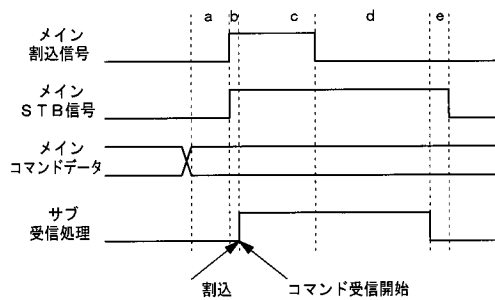 a b c d e
メイン
割込信号
メイン
ＳＴＢ信号
メイン
コマンドデータ
サブ
受信処理
割込 コマンド受信開始